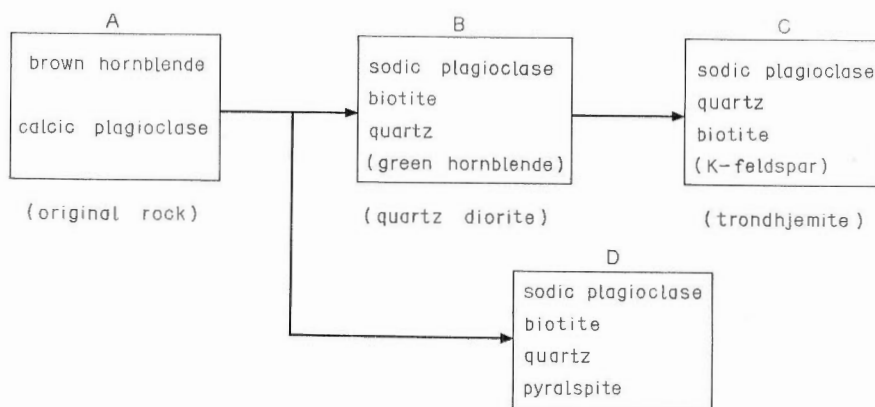 A
brown hornblende
calcic plagioclase
(original rock)
B
sodic plagioclase
biotite
quartz
(green hornblende)
(quartz diorite)
C
sodic plagioclase
quartz
biotite
(K-feldspar)
(trondhjemite)
D
sodic plagioclase
biotite
quartz
pyralspite